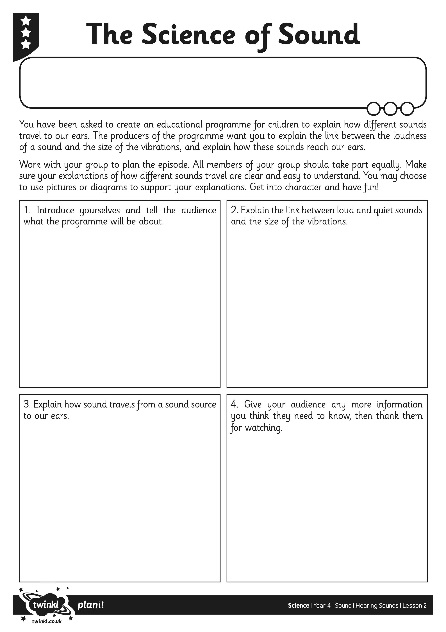 The Science of Sound
You have been asked to create an educational programme for children to explain how different sounds
travel to our ears. The producers of the programme want you to explain the link between the loudness
of a sound and the size of the vibrations, and explain how these sounds reach our ears.
Work with your group to plan the episode. All members of your group should take part equally. Make
sure your explanations of how different sounds travel are clear and easy to understand. You may choose
to use pictures or diagrams to support your explanations. Get into character and have fun!
1. Introduce yourselves and tell the audience
what the programme will be about.
2. Explain the link between loud and quiet sounds
and the size of the vibrations.
3. Explain how sound travels from a sound source
to our ears.
4. Give your audience any more information
you think they need to know, then thank them
for watching.
twinkl planit
twinkl.co.uk
Science | Year 4 | Sound | Hearing Sounds | Lesson 2